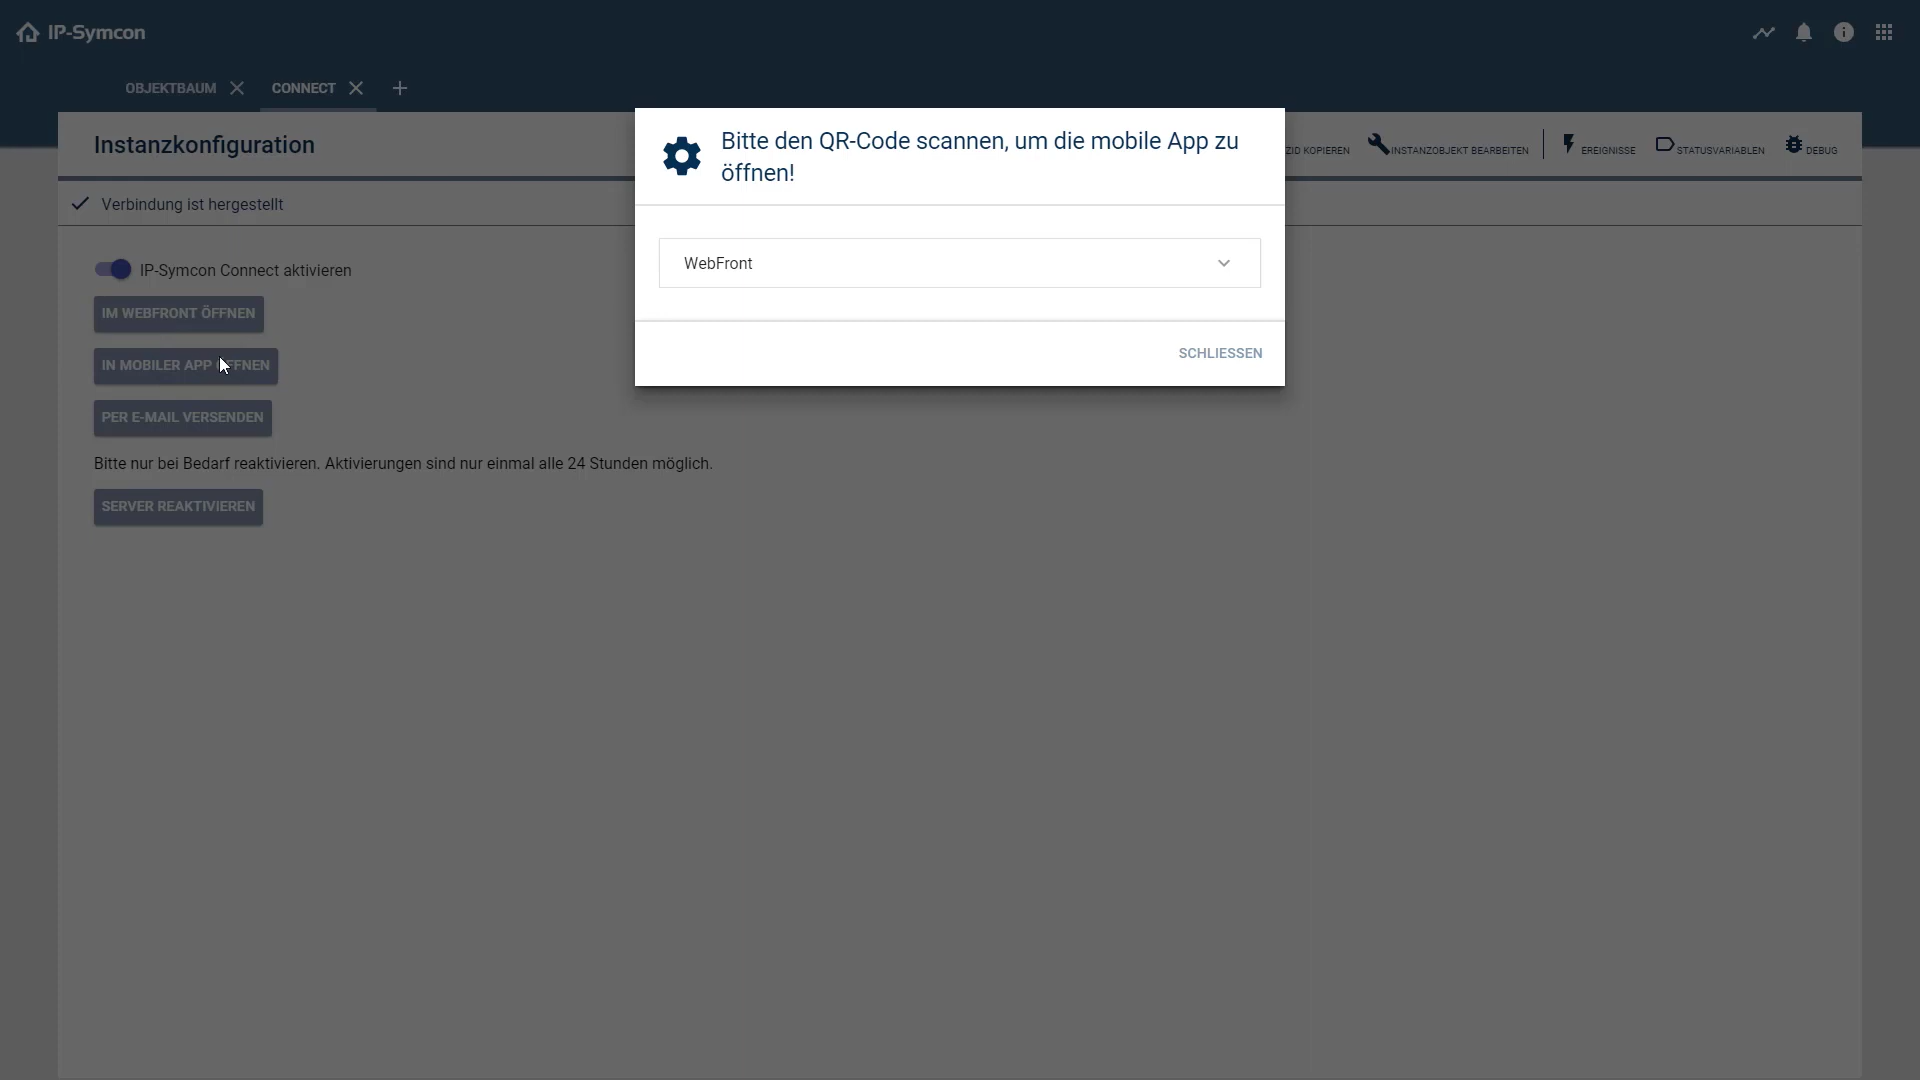 IP-Symcon
OBJEKTBAUM
CONNECT
Instanzkonfiguration
Bitte den QR-Code scannen, um die mobile App zu
öffnen!
KOPIEREN
INSTANZOBJEKT BEARBEITEN
EREIGNISSE
STATUSVARIABLEN
DEBUG
Verbindung ist hergestellt
WebFront
IP-Symcon Connect aktivieren
IM WEBFRONT ÖFFNEN
SCHLIESSEN
IN MOBILER APP ÖFFNEN
PER E-MAIL VERSENDEN
Bitte nur bei Bedarf reaktivieren. Aktivierungen sind nur einmal alle 24 Stunden möglich.
SERVER REAKTIVIEREN